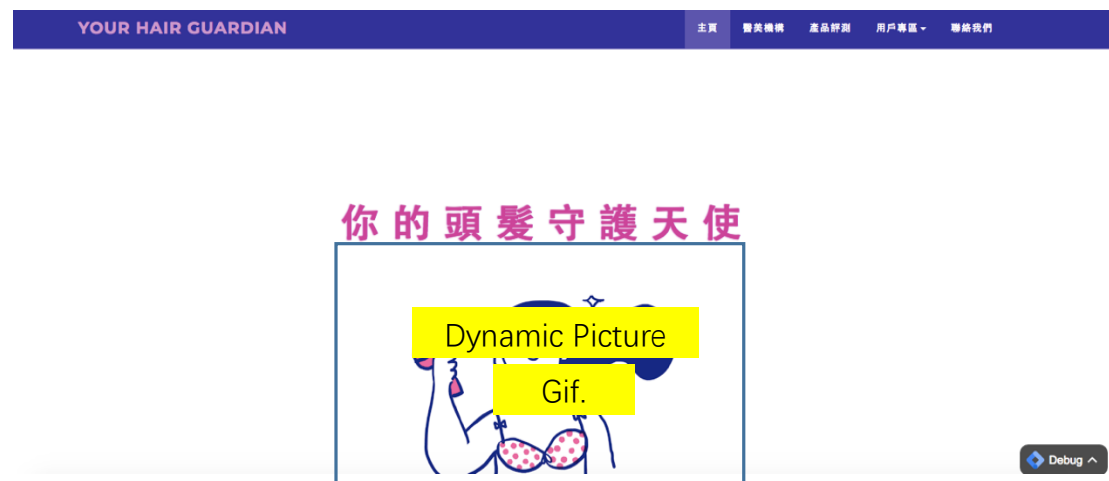 YOUR HAIR GUARDIAN
主頁 醫美機構 產品評測 用戶專區 聯絡我們
你的頭髮守護天使
Dynamic Picture
Gif.
Debug